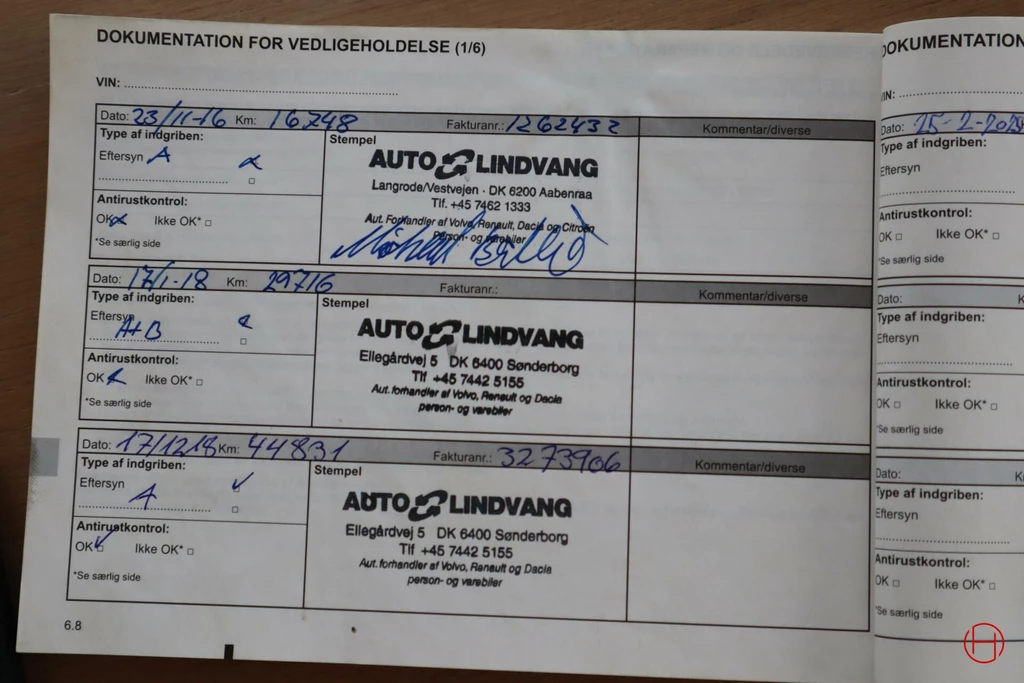 DOKUMENTATION FOR VEDLIGEHOLDELSE (1/6)
VIN:
Dato: 23/11-16 Km: 16748 Fakturanr.: 1262432 Kommentar/diverse
Type af indgriben:
Eftersyn A
Antirustkontrol:
OK Ikke OK*
*Se særlig side
Stempel
AUTO LINDVANG
Langrode/Vestvejen · DK 6200 Aabenraa
Tlf. +45 7462 1333
Aut. Forhandler af Volvo, Renault, Dacia og Citroën
Person- og varebiler
Dato: 17/1-18 Km: 29716 Fakturanr.: Kommentar/diverse
Type af indgriben:
Eftersyn
A+B
Antirustkontrol:
OK Ikke OK*
*Se særlig side
Stempel
AUTO LINDVANG
Ellegårdvej 5 DK 6400 Sønderborg
Tlf +45 7442 5155
Aut. forhandler af Volvo, Renault og Dacia
person- og varebiler
Dato: 17/12 18 Km: 44831 Fakturanr.: 3273906 Kommentar/diverse
Type af indgriben:
Eftersyn
A
Antirustkontrol:
OK Ikke OK*
*Se særlig side
Stempel
AUTO LINDVANG
Ellegårdvej 5 DK 6400 Sønderborg
Tlf +45 7442 5155
Aut. forhandler af Volvo, Renault og Dacia
person- og varebiler
6.8
DOKUMENTATION
VIN:
Dato: 25-2-20
Type af indgriben:
Eftersyn
Antirustkontrol:
OK Ikke OK*
*Se særlig side
Dato: K
Type af indgriben:
Eftersyn
Antirustkontrol:
OK Ikke OK*
*Se særlig side
Dato: K
Type af indgriben:
Eftersyn
Antirustkontrol:
OK Ikke OK*
*Se særlig side
H